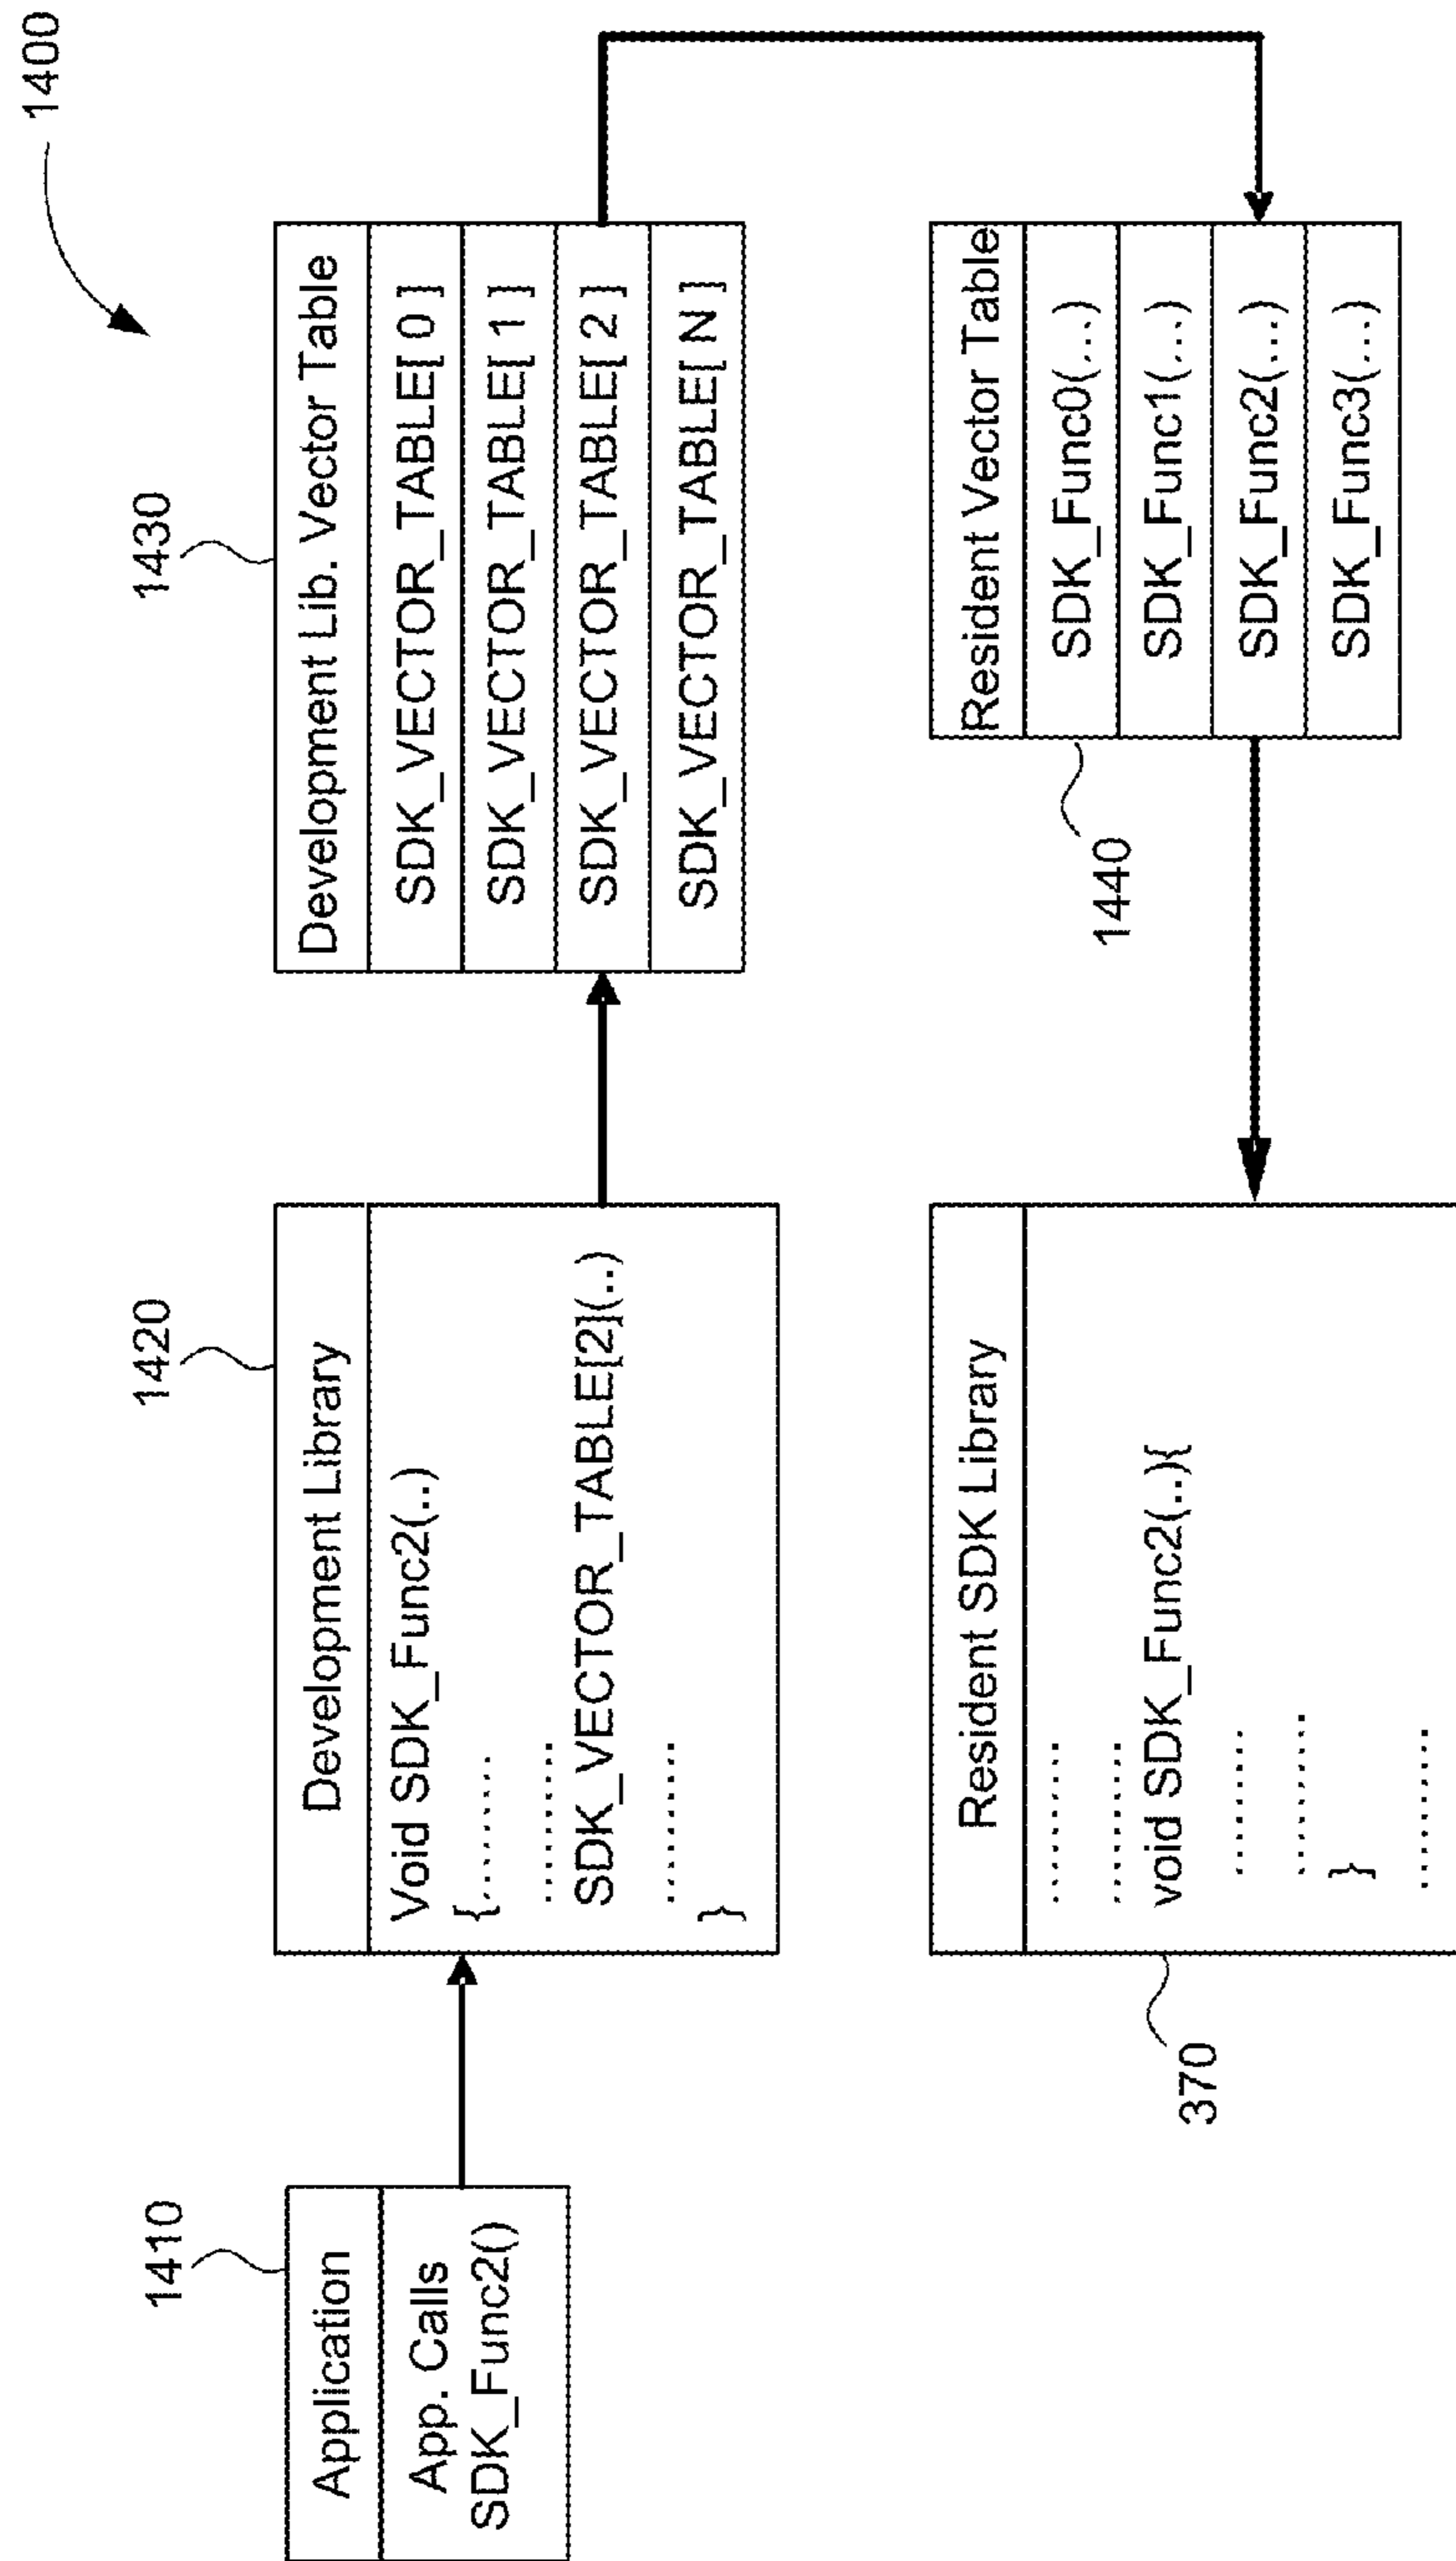 1400
1410
Application
App. Calls
SDK_Func2()
1420
Development Library
Void SDK_Func2(..)
{.........
..........
SDK_VECTOR_TABLE[2](..)
..........
}
1430
Development Lib. Vector Table
SDK_VECTOR_TABLE[ 0 ]
SDK_VECTOR_TABLE[ 1 ]
SDK_VECTOR_TABLE[ 2 ]
SDK_VECTOR_TABLE[ N ]
370
Resident SDK Library
..........
..........
void SDK_Func2(..){
.........
..........
}
..........
1440
Resident Vector Table
SDK_Func0(...)
SDK_Func1(...)
SDK_Func2(...)
SDK_Func3(...)